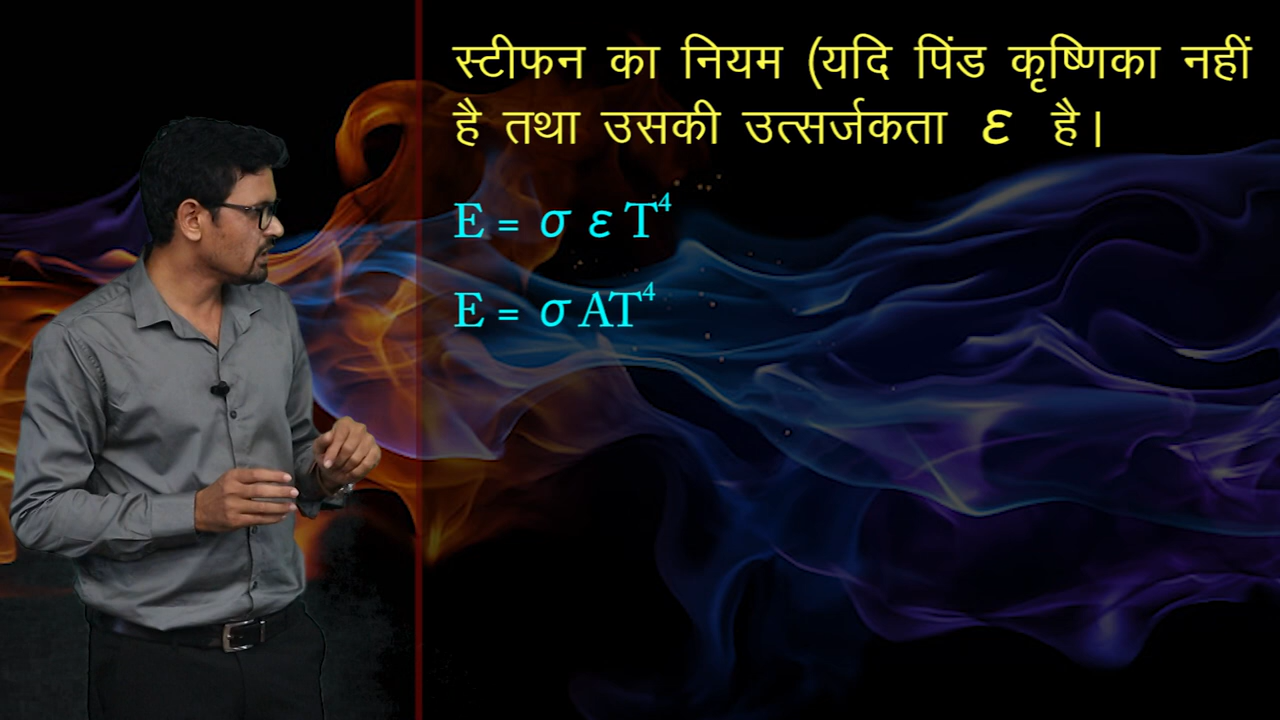 स्टीफन का नियम (यदि पिंड कृष्णिका नहीं
है तथा उसकी उत्सर्जकता ε है।
E = σ ε T⁴
E = σ AT⁴